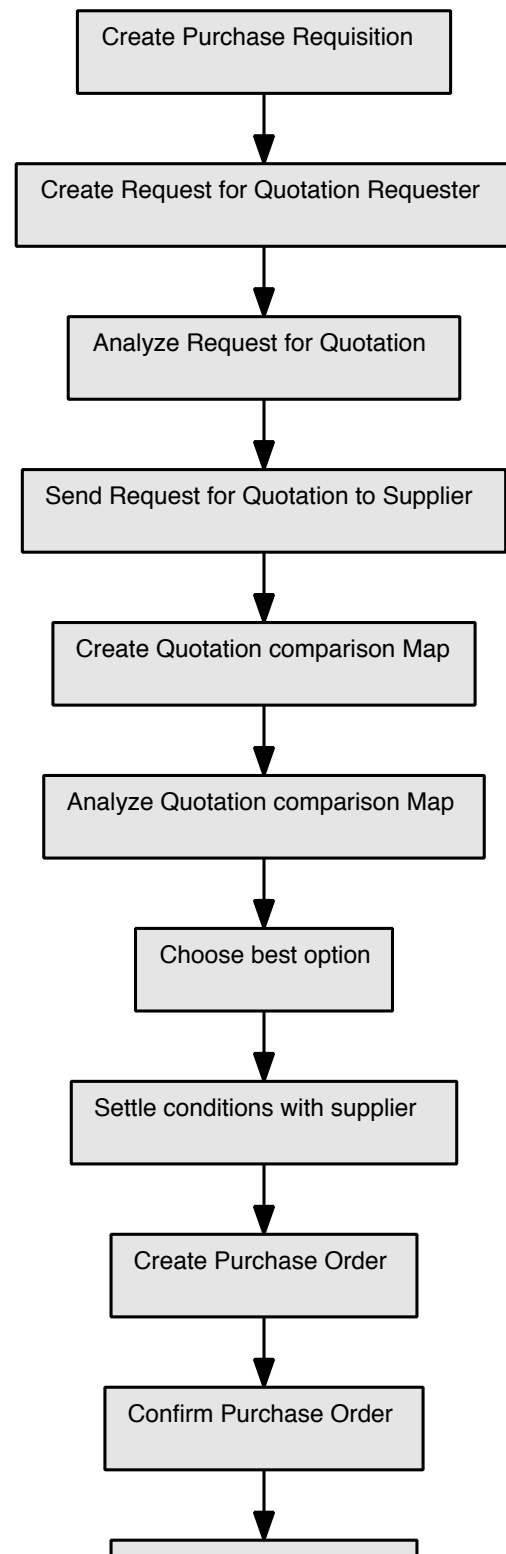 Create Purchase Requisition
Create Request for Quotation Requester
Analyze Request for Quotation
Send Request for Quotation to Supplier
Create Quotation comparison Map
Analyze Quotation comparison Map
Choose best option
Settle conditions with supplier
Create Purchase Order
Confirm Purchase Order